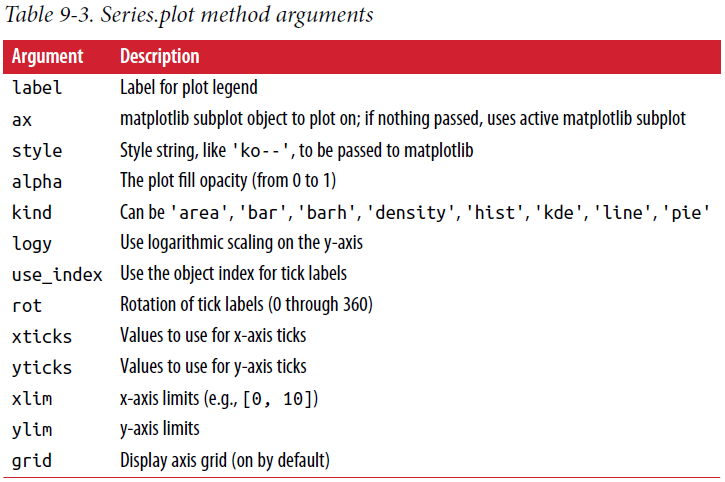 Table 9-3. Series.plot method arguments
Argument Description
label Label for plot legend
ax matplotlib subplot object to plot on; if nothing passed, uses active matplotlib subplot
style Style string, like 'ko--', to be passed to matplotlib
alpha The plot fill opacity (from 0 to 1)
kind Can be 'area', 'bar', 'barh', 'density', 'hist', 'kde', 'line', 'pie'
logy Use logarithmic scaling on the y-axis
use_index Use the object index for tick labels
rot Rotation of tick labels (0 through 360)
xticks Values to use for x-axis ticks
yticks Values to use for y-axis ticks
xlim x-axis limits (e.g., [0, 10])
ylim y-axis limits
grid Display axis grid (on by default)